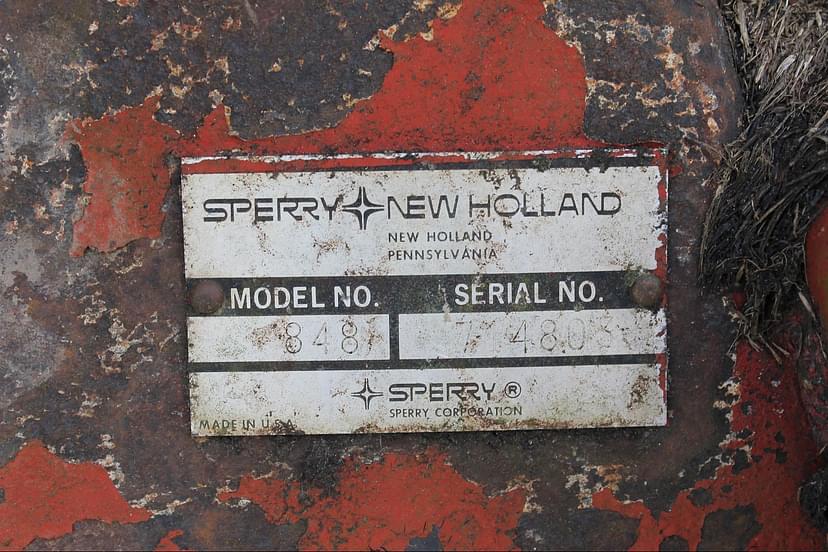 SPERRY NEW HOLLAND
NEW HOLLAND
PENNSYLVANIA
MODEL NO. SERIAL NO.
848
SPERRY ®
SPERRY CORPORATION
MADE IN U.S.A.